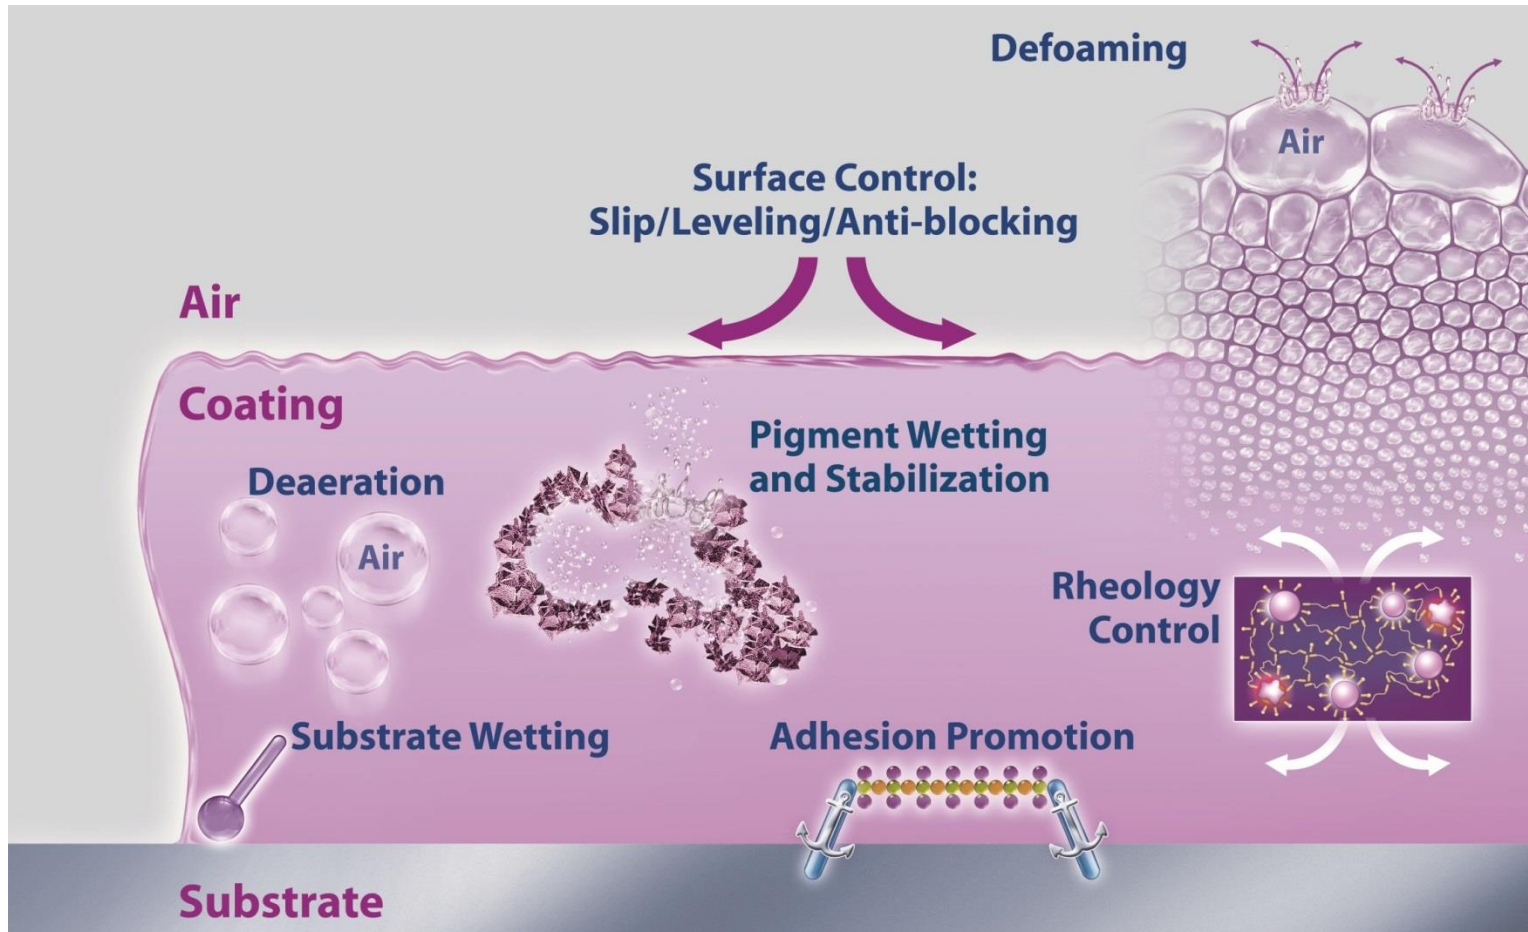 Defoaming
Air
Surface Control:
Slip/Leveling/Anti-blocking
Air
Coating
Pigment Wetting
and Stabilization
Deaeration
Air
Rheology
Control
Substrate Wetting
Adhesion Promotion
Substrate